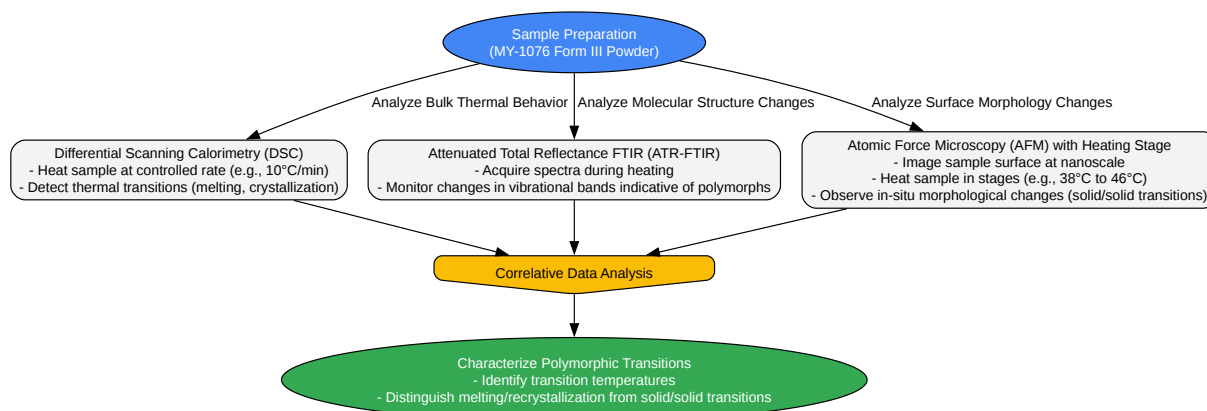 Sample Preparation
(MY-1076 Form III Powder)
Analyze Bulk Thermal Behavior
Analyze Molecular Structure Changes
Analyze Surface Morphology Changes
Differential Scanning Calorimetry (DSC)
- Heat sample at controlled rate (e.g., 10°C/min)
- Detect thermal transitions (melting, crystallization)
Attenuated Total Reflectance FTIR (ATR-FTIR)
- Acquire spectra during heating
- Monitor changes in vibrational bands indicative of polymorphs
Atomic Force Microscopy (AFM) with Heating Stage
- Image sample surface at nanoscale
- Heat sample in stages (e.g., 38°C to 46°C)
- Observe in-situ morphological changes (solid/solid transitions)
Correlative Data Analysis
Characterize Polymorphic Transitions
- Identify transition temperatures
- Distinguish melting/recrystallization from solid/solid transitions